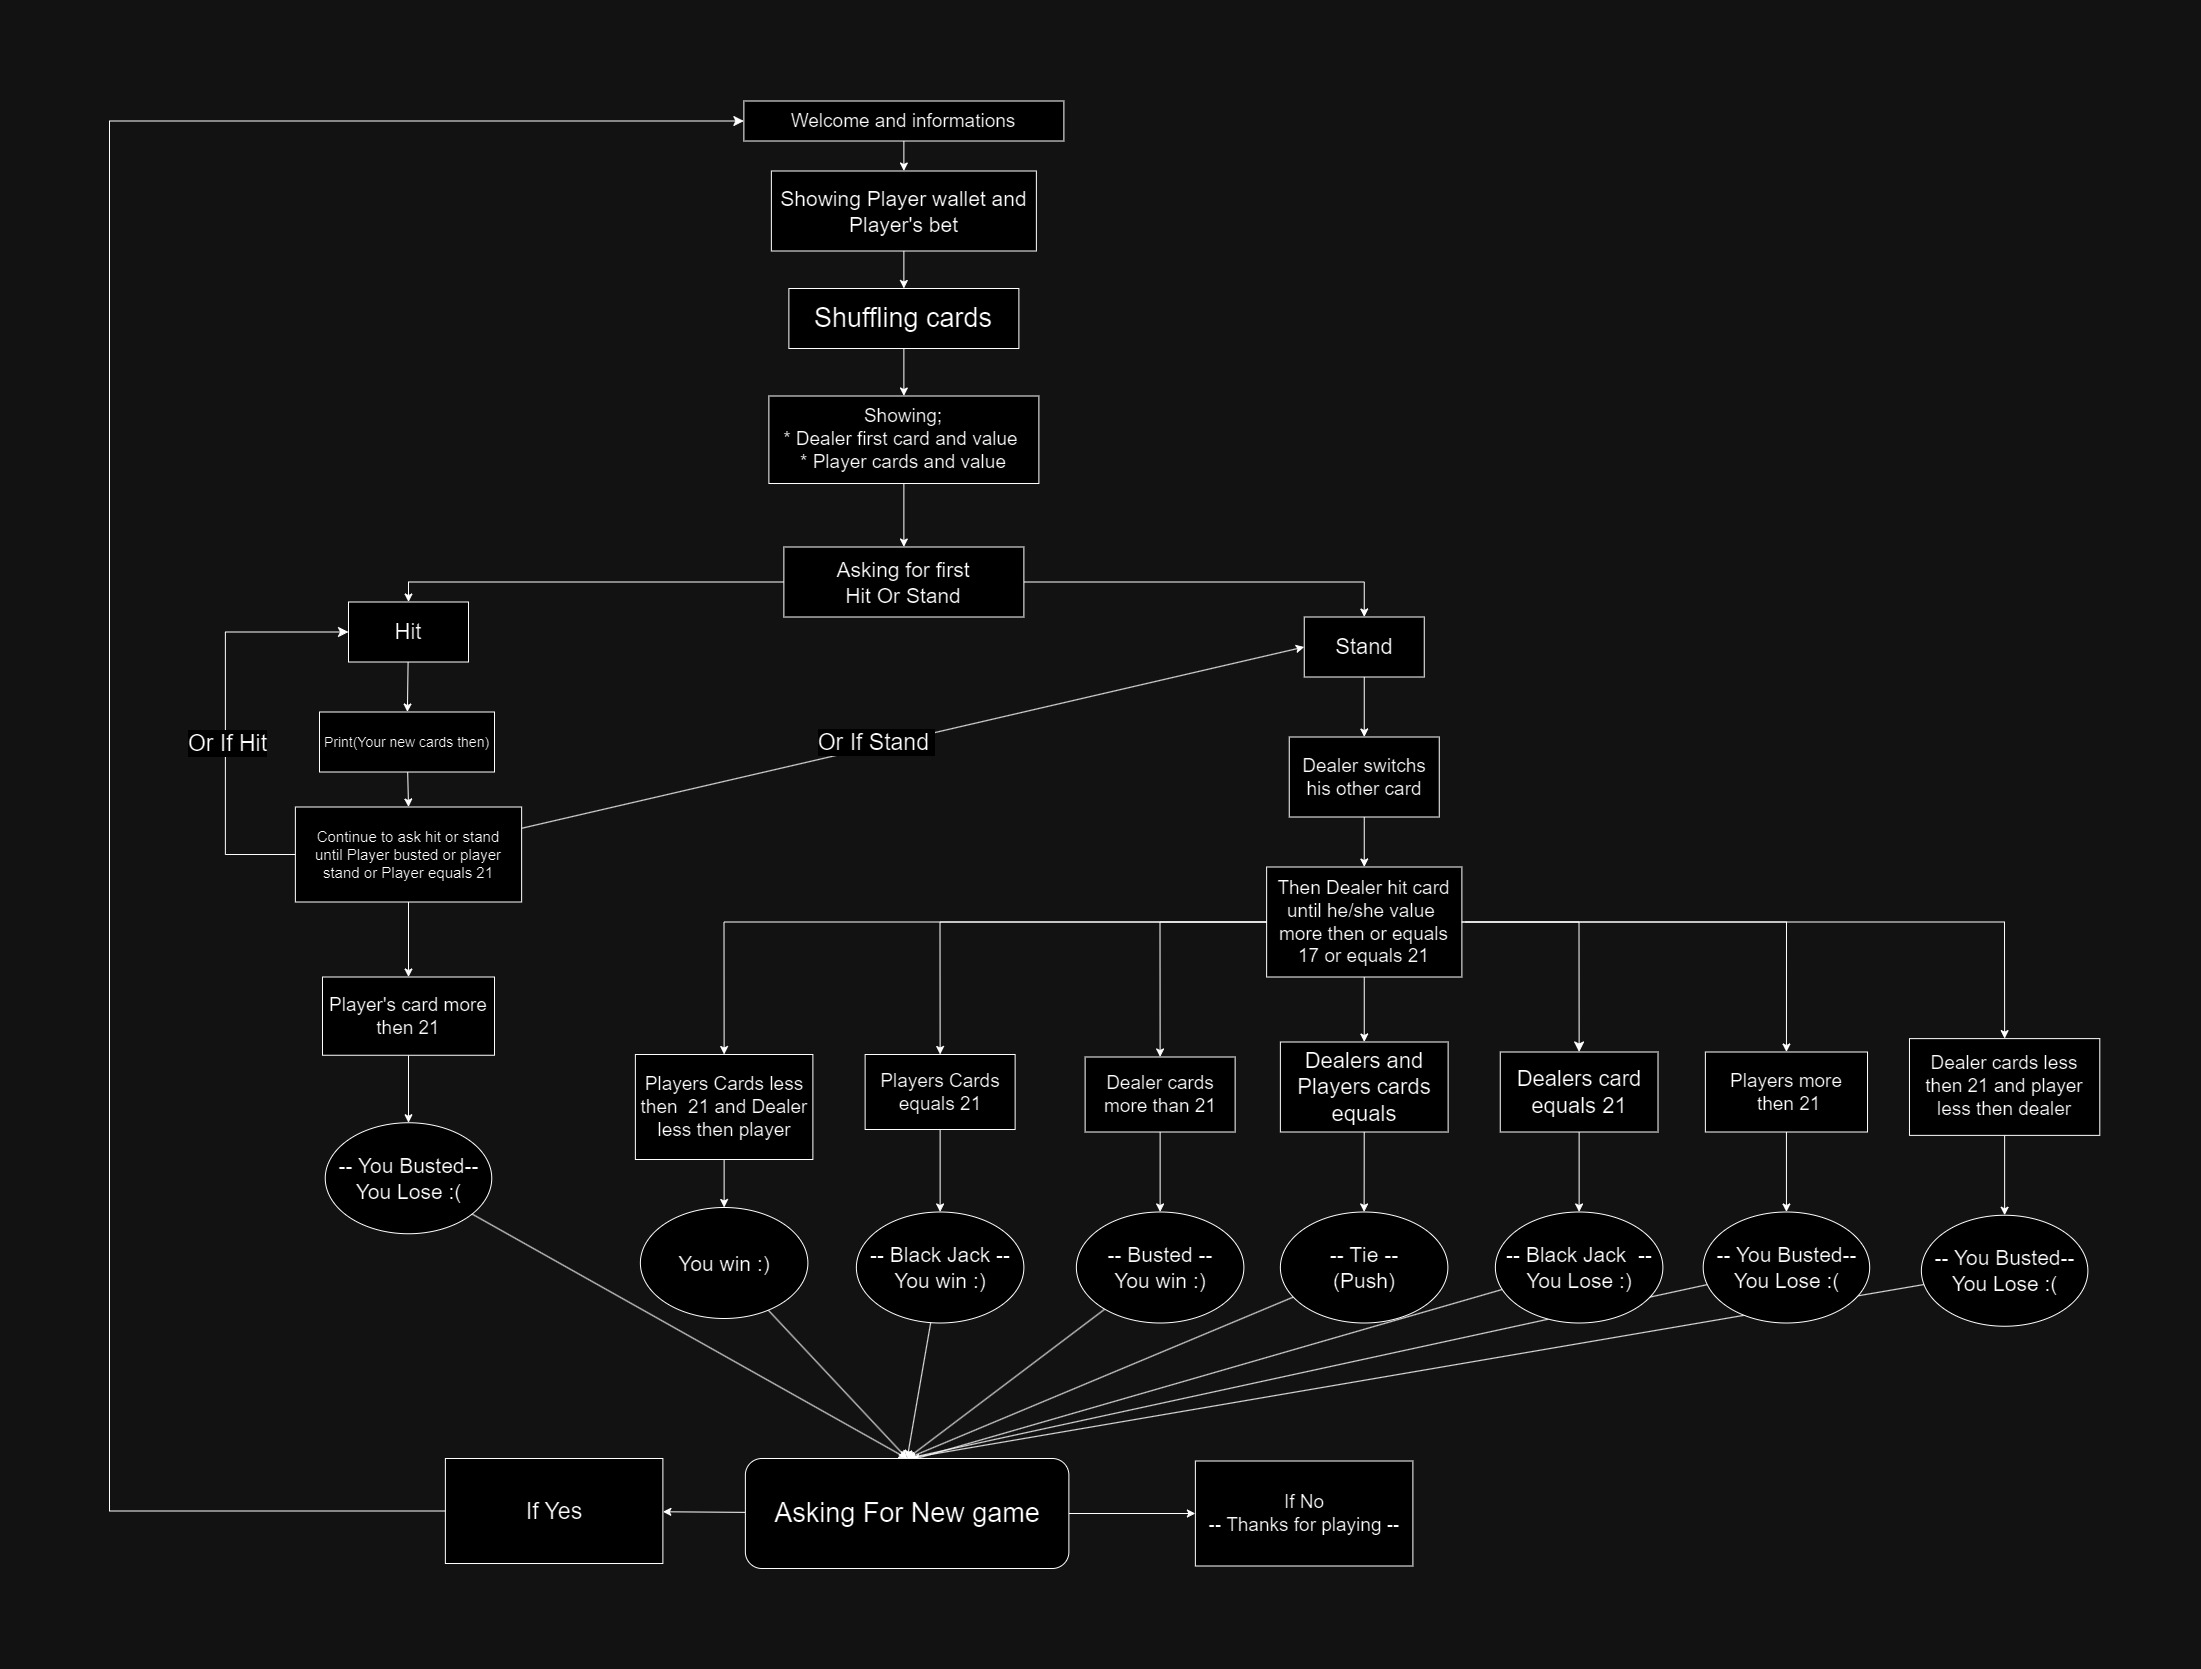 Welcome and informations
Showing Player wallet and
Player's bet
Shuffling cards
Showing;
* Dealer first card and value
* Player cards and value
Asking for first
Hit Or Stand
Hit
Stand
Or If Hit
Print(Your new cards then)
Or If Stand
Dealer switchs
his other card
Continue to ask hit or stand
until Player busted or player
stand or Player equals 21
Then Dealer hit card
until he/she value
more then or equals
17 or equals 21
Player's card more
then 21
Players Cards less
then  21 and Dealer
less then player
Players Cards
equals 21
Dealer cards
more than 21
Dealers and
Players cards
equals
Dealers card
equals 21
Players more
then 21
Dealer cards less
then 21 and player
less then dealer
-- You Busted--
You Lose :(
You win :)
-- Black Jack --
You win :)
-- Busted --
You win :)
-- Tie --
(Push)
-- Black Jack  --
You Lose :)
-- You Busted--
You Lose :(
-- You Busted--
You Lose :(
If Yes
Asking For New game
If No
-- Thanks for playing --